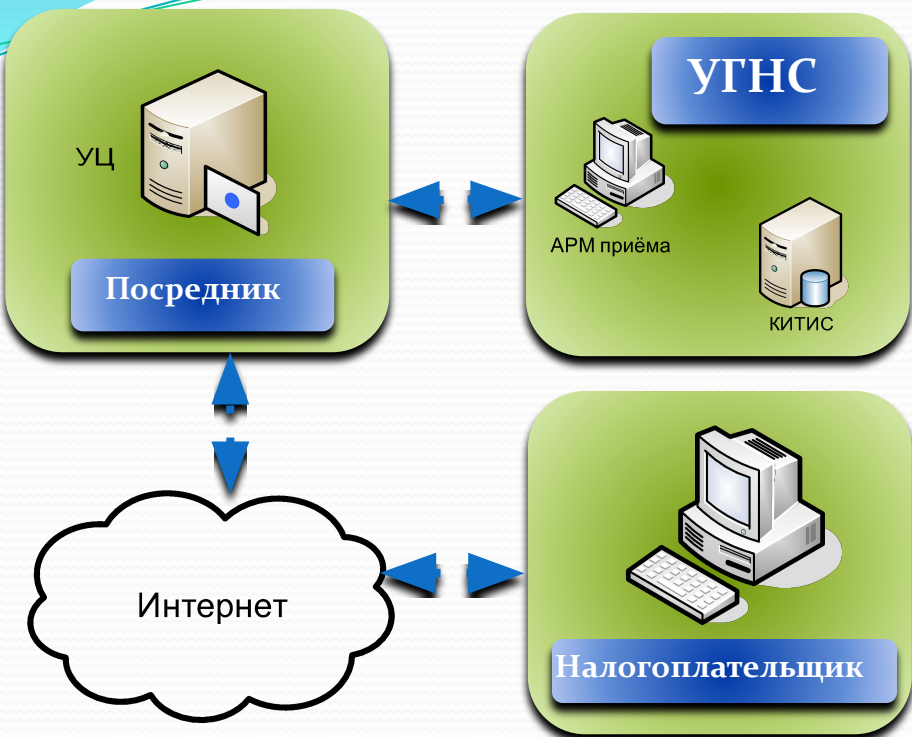 УЦ
Посредник
УГНС
АРМ приёма
КИТИС
Интернет
Налогоплательщик